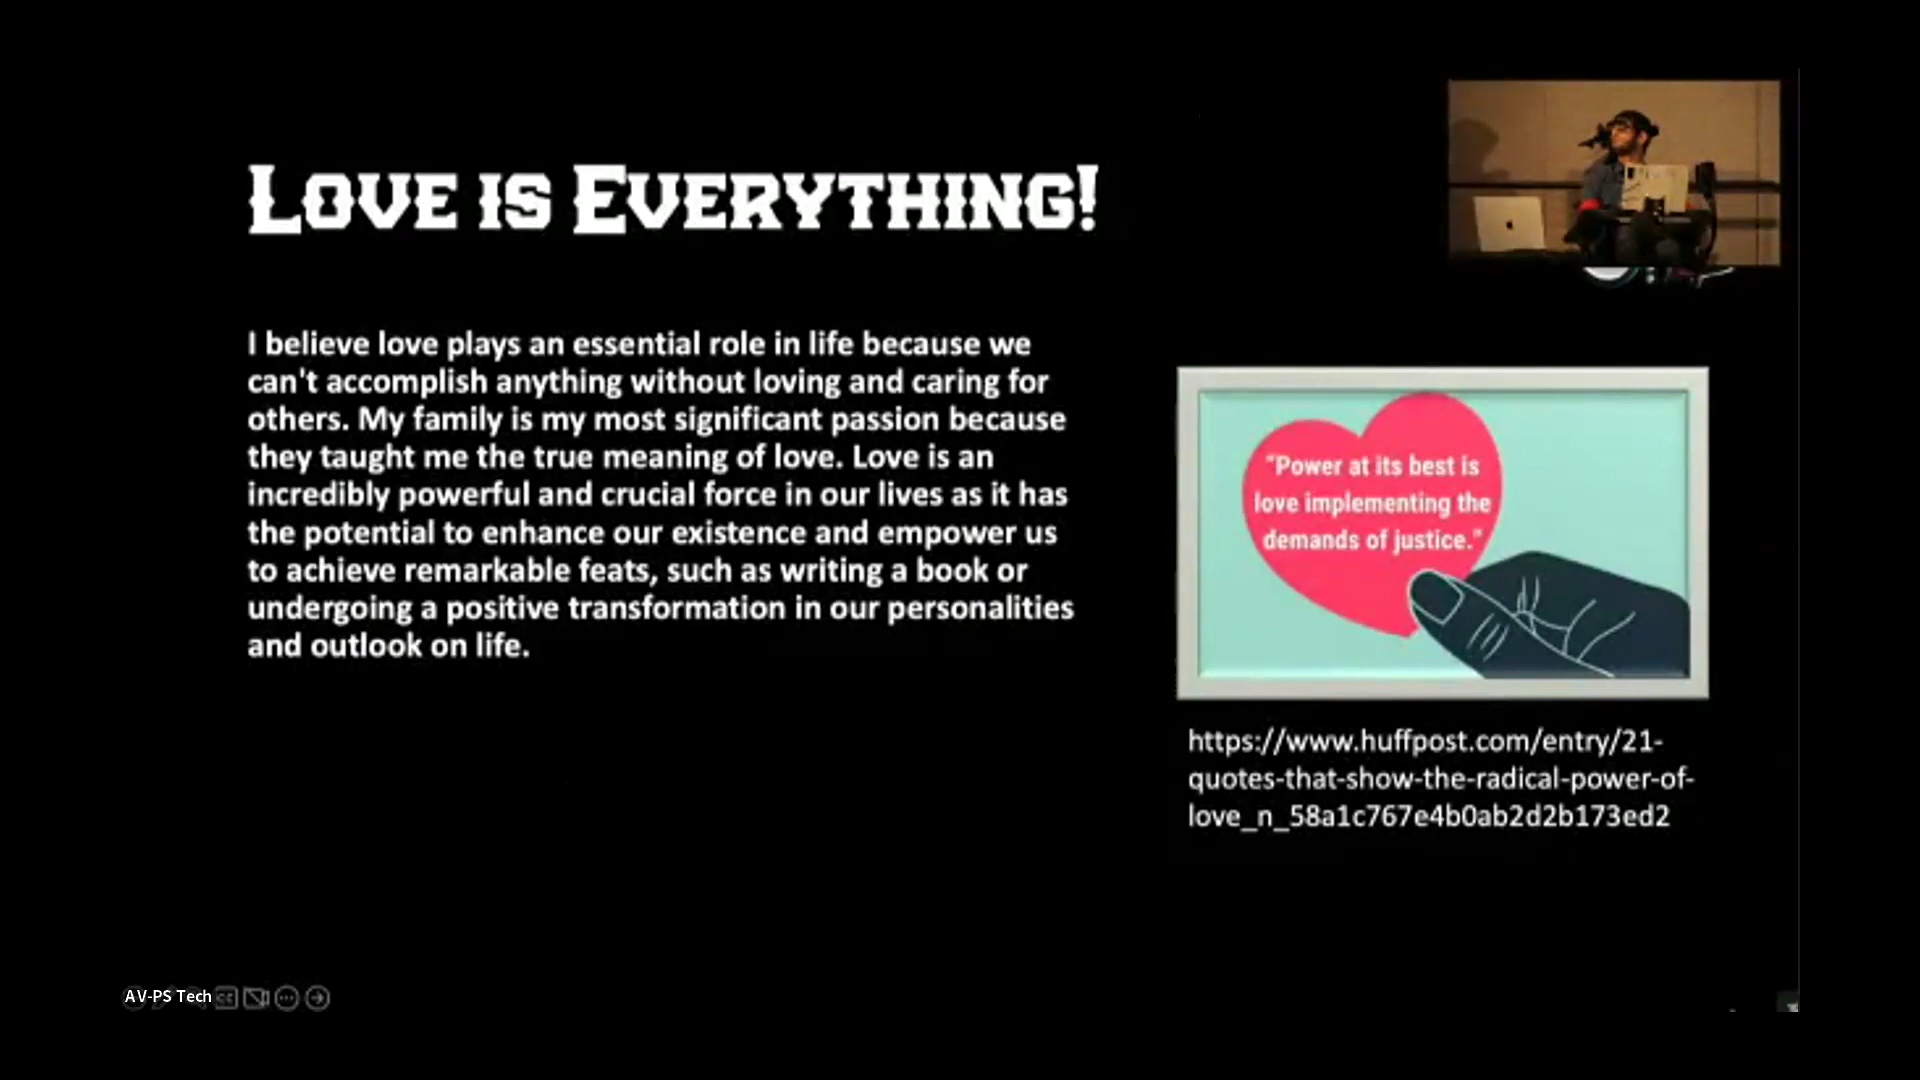 Love is Everything!
I believe love plays an essential role in life because we
can't accomplish anything without loving and caring for
others. My family is my most significant passion because
they taught me the true meaning of love. Love is an
incredibly powerful and crucial force in our lives as it has
the potential to enhance our existence and empower us
to achieve remarkable feats, such as writing a book or
undergoing a positive transformation in our personalities
and outlook on life.
"Power at its best is
love implementing the
demands of justice."
https://www.huffpost.com/entry/21-
quotes-that-show-the-radical-power-of-
love_n_58a1c767e4b0ab2d2b173ed2
AV-PS Tech